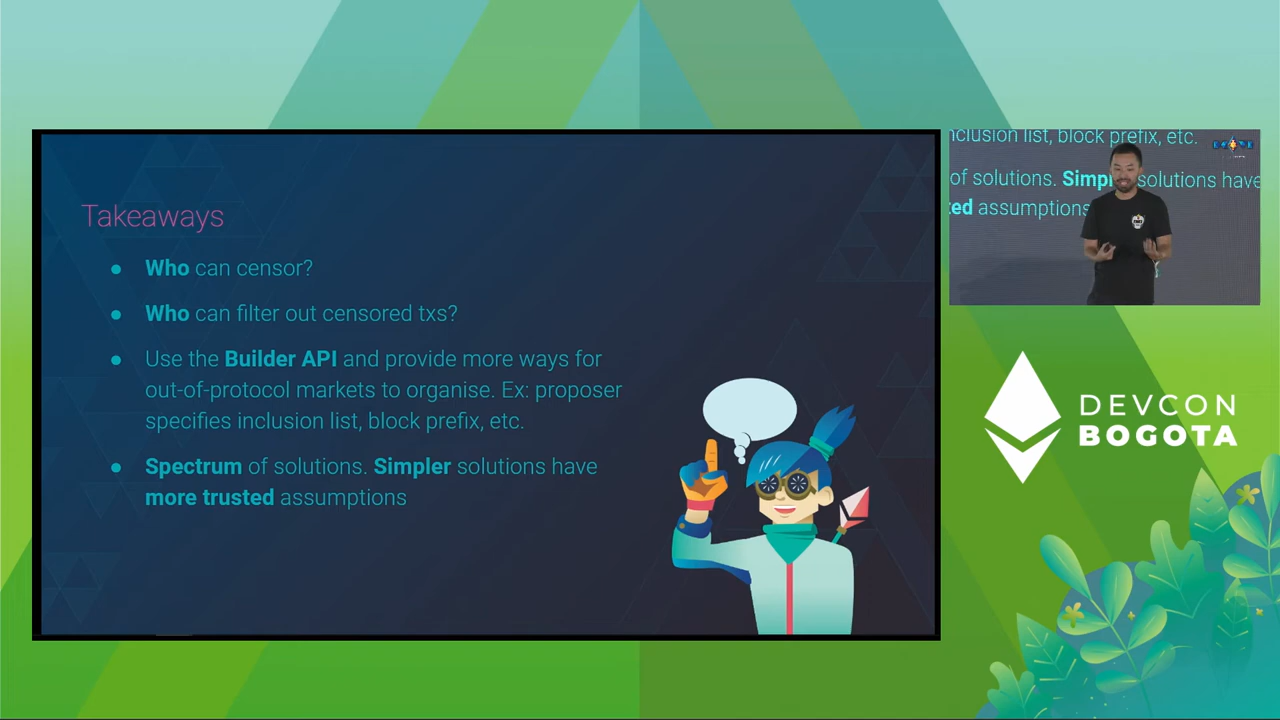 Takeaways
● Who can censor?
● Who can filter out censored txs?
● Use the Builder API and provide more ways for
out-of-protocol markets to organise. Ex: proposer
specifies inclusion list, block prefix, etc.
● Spectrum of solutions. Simpler solutions have
more trusted assumptions
inclusion list, block prefix, etc.
of solutions. Simpl solutions have
ted assumptions
DEVCON
BOGOTA